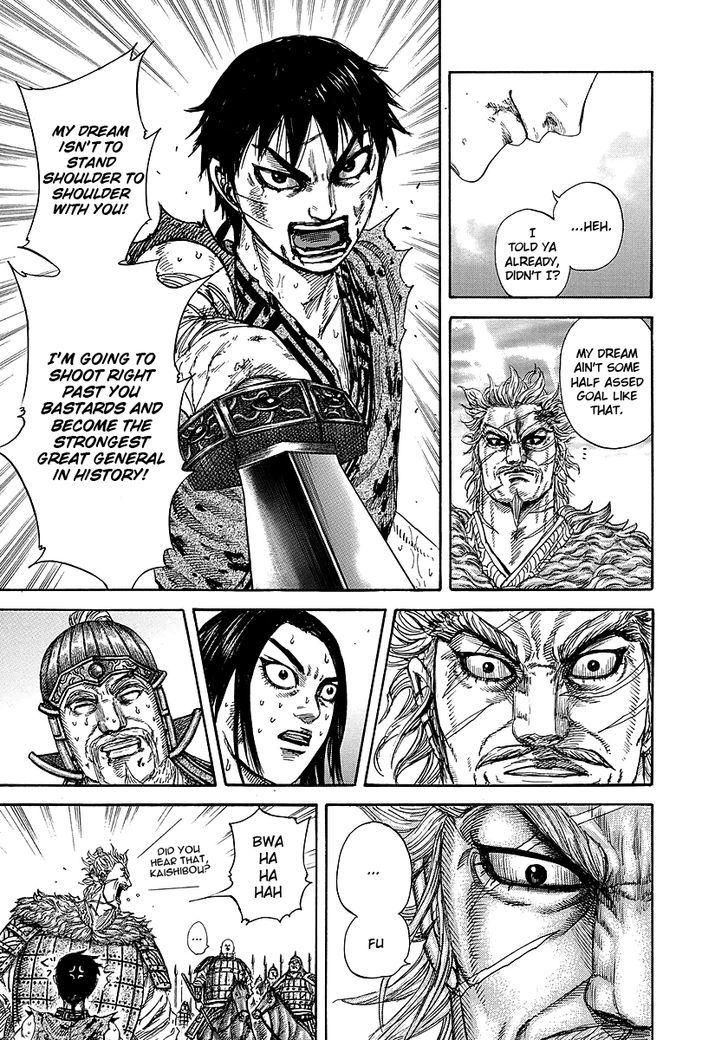 ...HEH.
I
TOLD YA
ALREADY,
DIDN'T I?
MY DREAM
AIN'T SOME
HALF ASSED
GOAL LIKE
THAT.
MY DREAM
ISN'T TO
STAND
SHOULDER TO
SHOULDER
WITH YOU!
I'M GOING TO
SHOOT RIGHT
PAST YOU
BASTARDS AND
BECOME THE
STRONGEST
GREAT GENERAL
IN HISTORY!
...
FU
BWA
HA
HA
HAH
DID YOU
HEAR THAT,
KAISHIBOU?
...